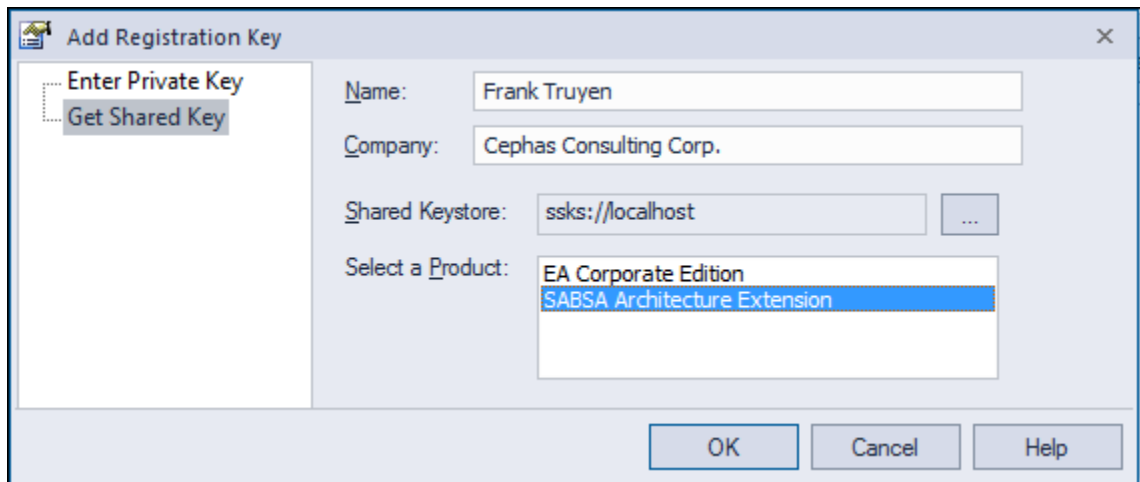 Add Registration Key
Enter Private Key
Get Shared Key
Name: Frank Truyen
Company: Cephas Consulting Corp.
Shared Keystore: ssks://localhost ...
Select a Product: EA Corporate Edition
SABSA Architecture Extension
OK Cancel Help